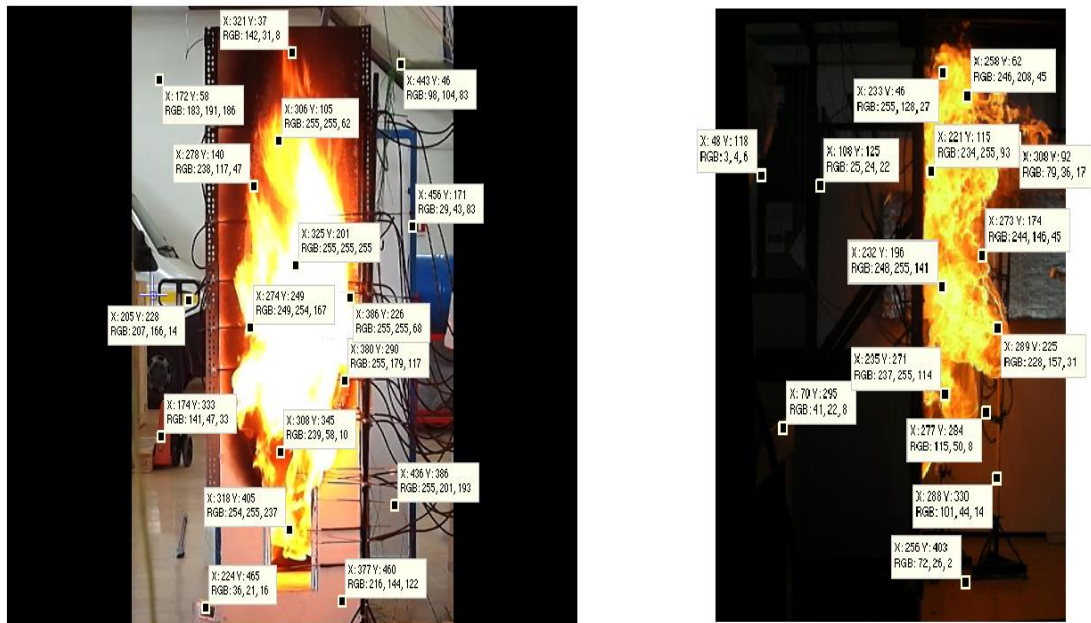 X: 321 Y: 37
RGB: 142, 31, 8
X: 443 Y: 46
RGB: 98, 104, 83
X: 172 Y: 58
RGB: 183, 191, 186
X: 306 Y: 105
RGB: 255, 255, 62
X: 278 Y: 140
RGB: 238, 117, 47
X: 456 Y: 171
RGB: 29, 43, 83
X: 325 Y: 201
RGB: 255, 255, 255
X: 274 Y: 249
RGB: 249, 254, 167
X: 386 Y: 226
RGB: 255, 255, 68
X: 205 Y: 228
RGB: 207, 166, 14
X: 380 Y: 290
RGB: 255, 179, 117
X: 174 Y: 333
RGB: 141, 47, 33
X: 308 Y: 345
RGB: 239, 58, 10
X: 436 Y: 386
RGB: 255, 201, 193
X: 318 Y: 405
RGB: 254, 255, 237
X: 224 Y: 465
RGB: 36, 21, 16
X: 377 Y: 460
RGB: 216, 144, 122
X: 258 Y: 62
RGB: 246, 208, 45
X: 233 Y: 46
RGB: 255, 128, 27
X: 48 Y: 118
RGB: 3, 4, 6
X: 108 Y: 125
RGB: 25, 24, 22
X: 221 Y: 115
RGB: 234, 255, 93
X: 308 Y: 92
RGB: 79, 36, 17
X: 273 Y: 174
RGB: 244, 146, 45
X: 232 Y: 196
RGB: 248, 255, 141
X: 289 Y: 225
RGB: 228, 157, 31
X: 235 Y: 271
RGB: 237, 255, 114
X: 70 Y: 295
RGB: 41, 22, 8
X: 277 Y: 284
RGB: 115, 50, 8
X: 288 Y: 330
RGB: 101, 44, 14
X: 256 Y: 403
RGB: 72, 26, 2